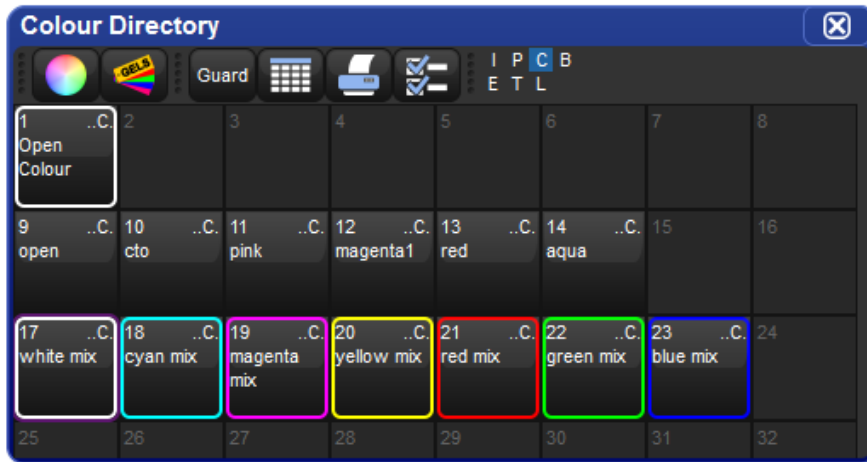 Colour Directory
GELS Guard I P C B
E T L
1 ..C. 2 3 4 5 6 7 8
Open
Colour
9 ..C. 10 ..C. 11 ..C. 12 ..C. 13 ..C. 14 ..C. 15 16
open cto pink magenta1 red aqua
17 ..C. 18 ..C. 19 ..C. 20 ..C. 21 ..C. 22 ..C. 23 ..C. 24
white mix cyan mix magenta yellow mix red mix green mix blue mix
mix
25 26 27 28 29 30 31 32